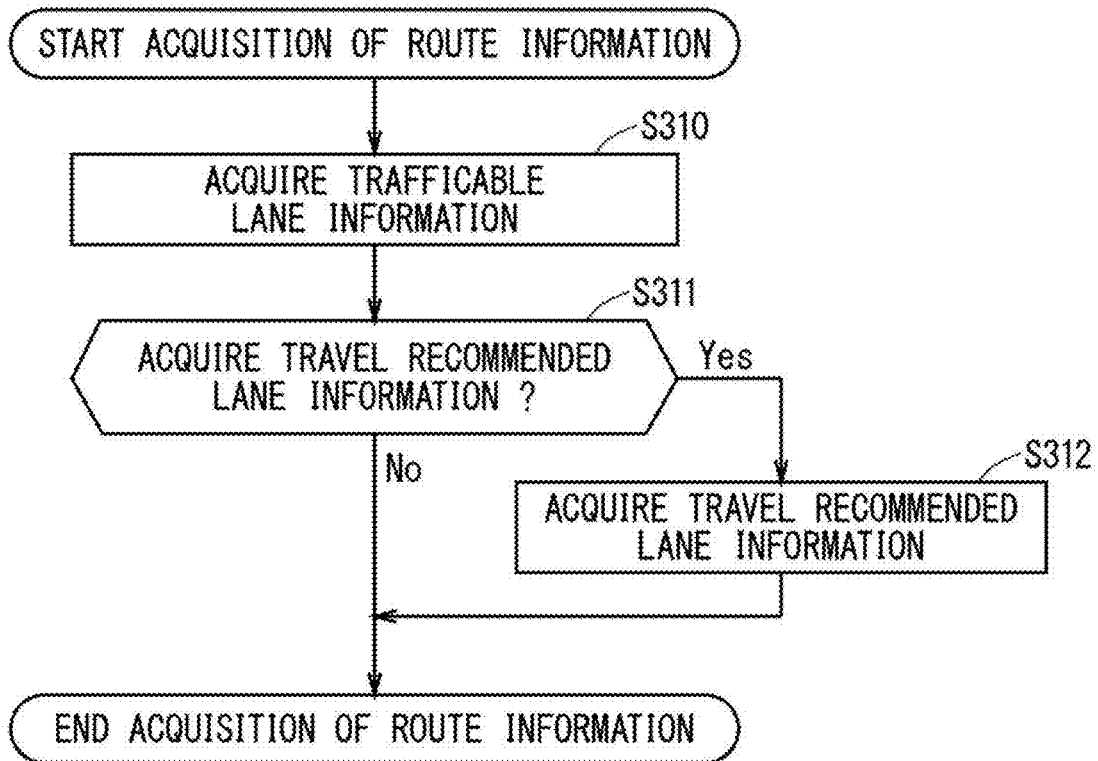 START ACQUISITION OF ROUTE INFORMATION
S310
ACQUIRE TRAFFICABLE
LANE INFORMATION
S311
ACQUIRE TRAVEL RECOMMENDED
LANE INFORMATION ?
Yes
No
S312
ACQUIRE TRAVEL RECOMMENDED
LANE INFORMATION
END ACQUISITION OF ROUTE INFORMATION